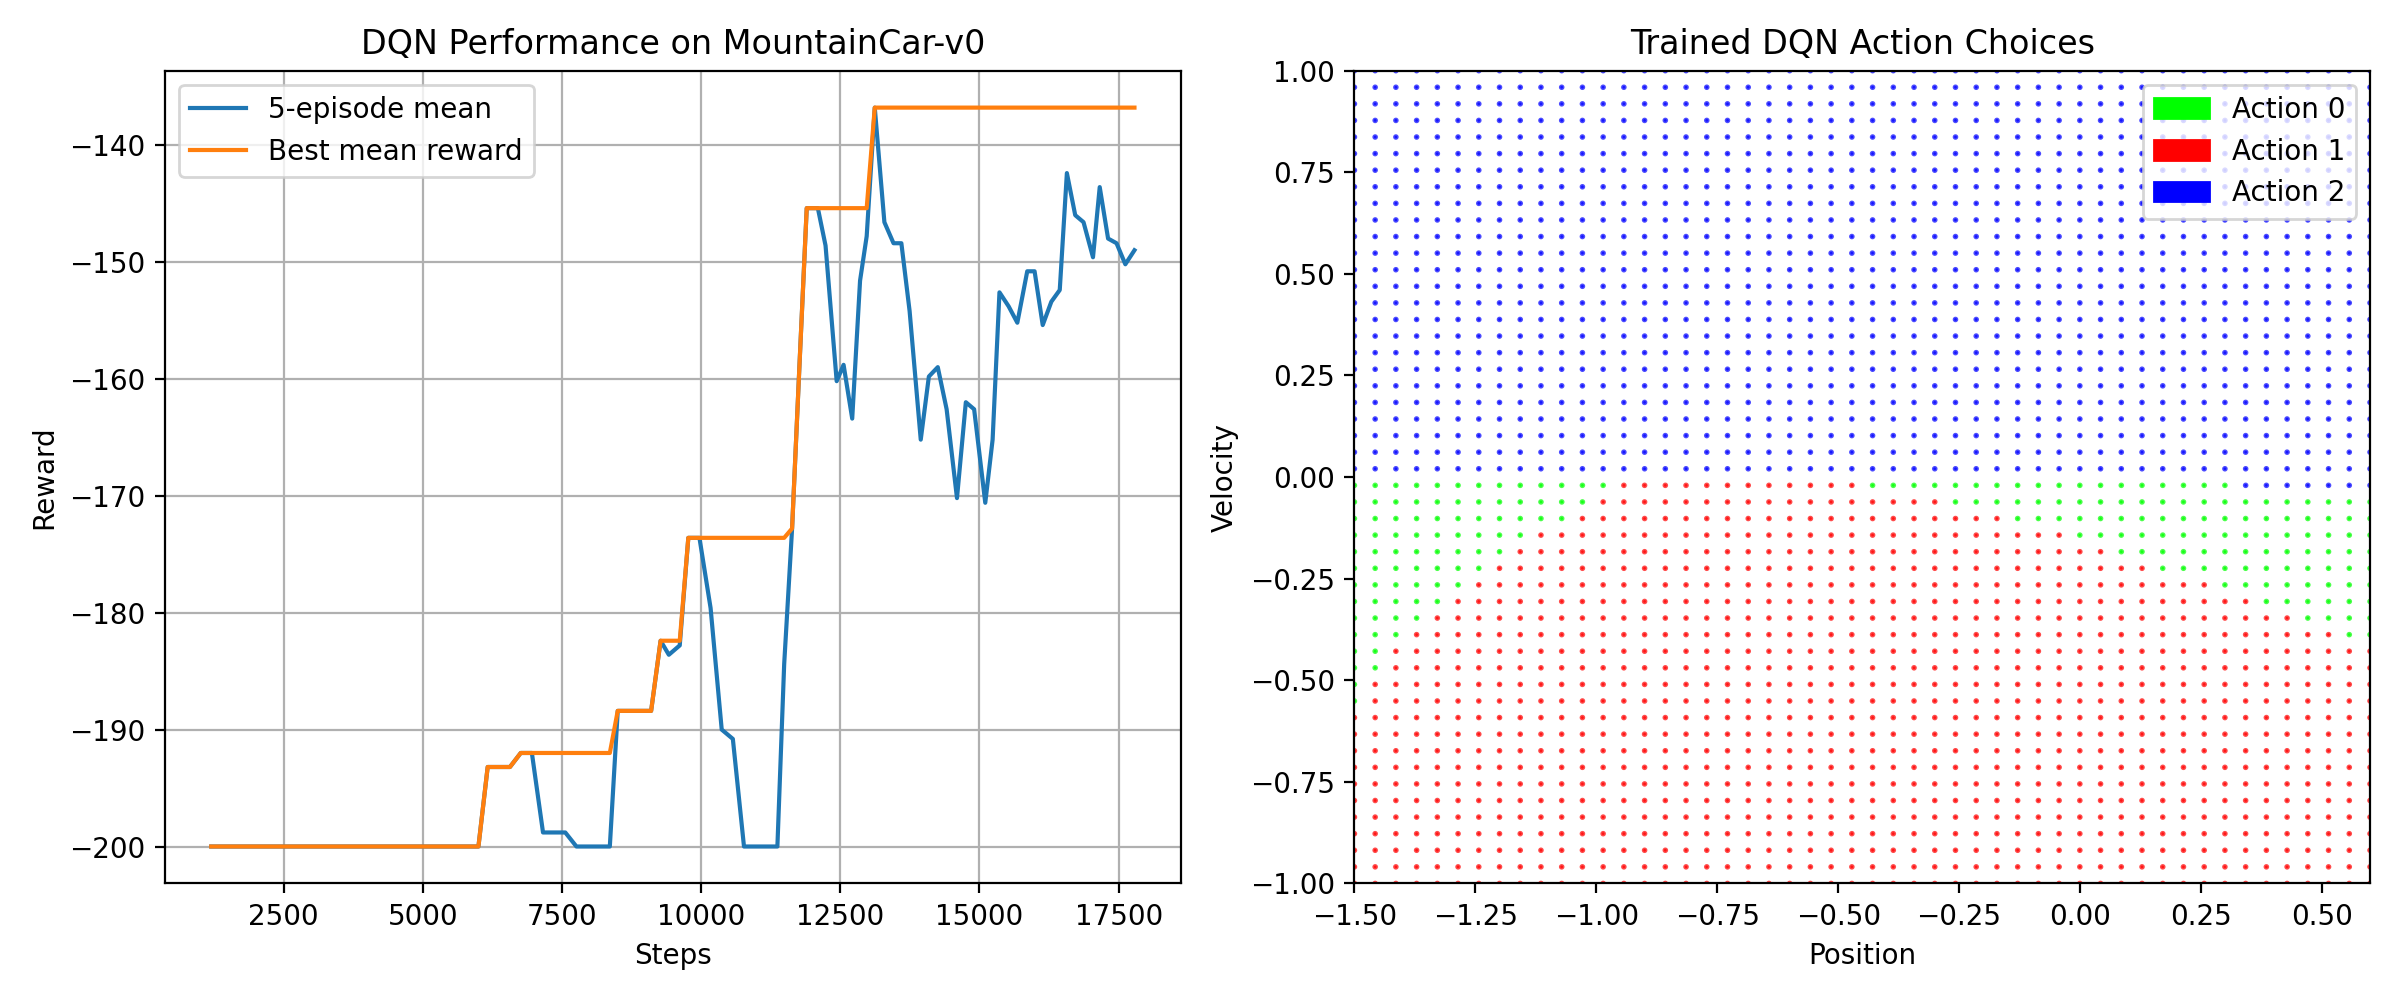 DQN Performance on MountainCar-v0
5-episode mean
Best mean reward
−140
−150
−160
−170
−180
−190
−200
Reward
2500 5000 7500 10000 12500 15000 17500
Steps
Trained DQN Action Choices
Action 0
Action 1
Action 2
1.00
0.75
0.50
0.25
0.00
−0.25
−0.50
−0.75
−1.00
Velocity
−1.50 −1.25 −1.00 −0.75 −0.50 −0.25 0.00 0.25 0.50
Position